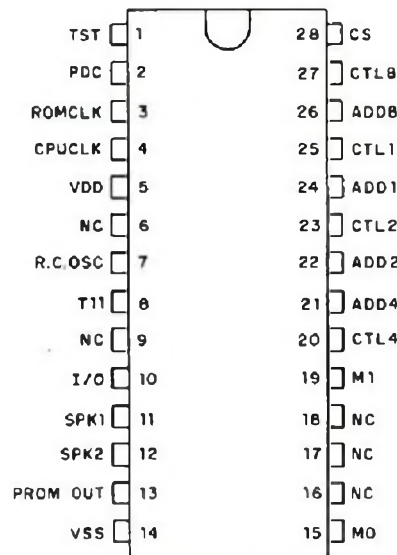 TST 1 28 CS
PDC 2 27 CTL8
ROMCLK 3 26 ADD8
CPUCLK 4 25 CTL1
VDD 5 24 ADD1
NC 6 23 CTL2
R.C.OSC 7 22 ADD2
T11 8 21 ADD4
NC 9 20 CTL4
I/O 10 19 M1
SPK1 11 18 NC
SPK2 12 17 NC
PROM OUT 13 16 NC
VSS 14 15 M0